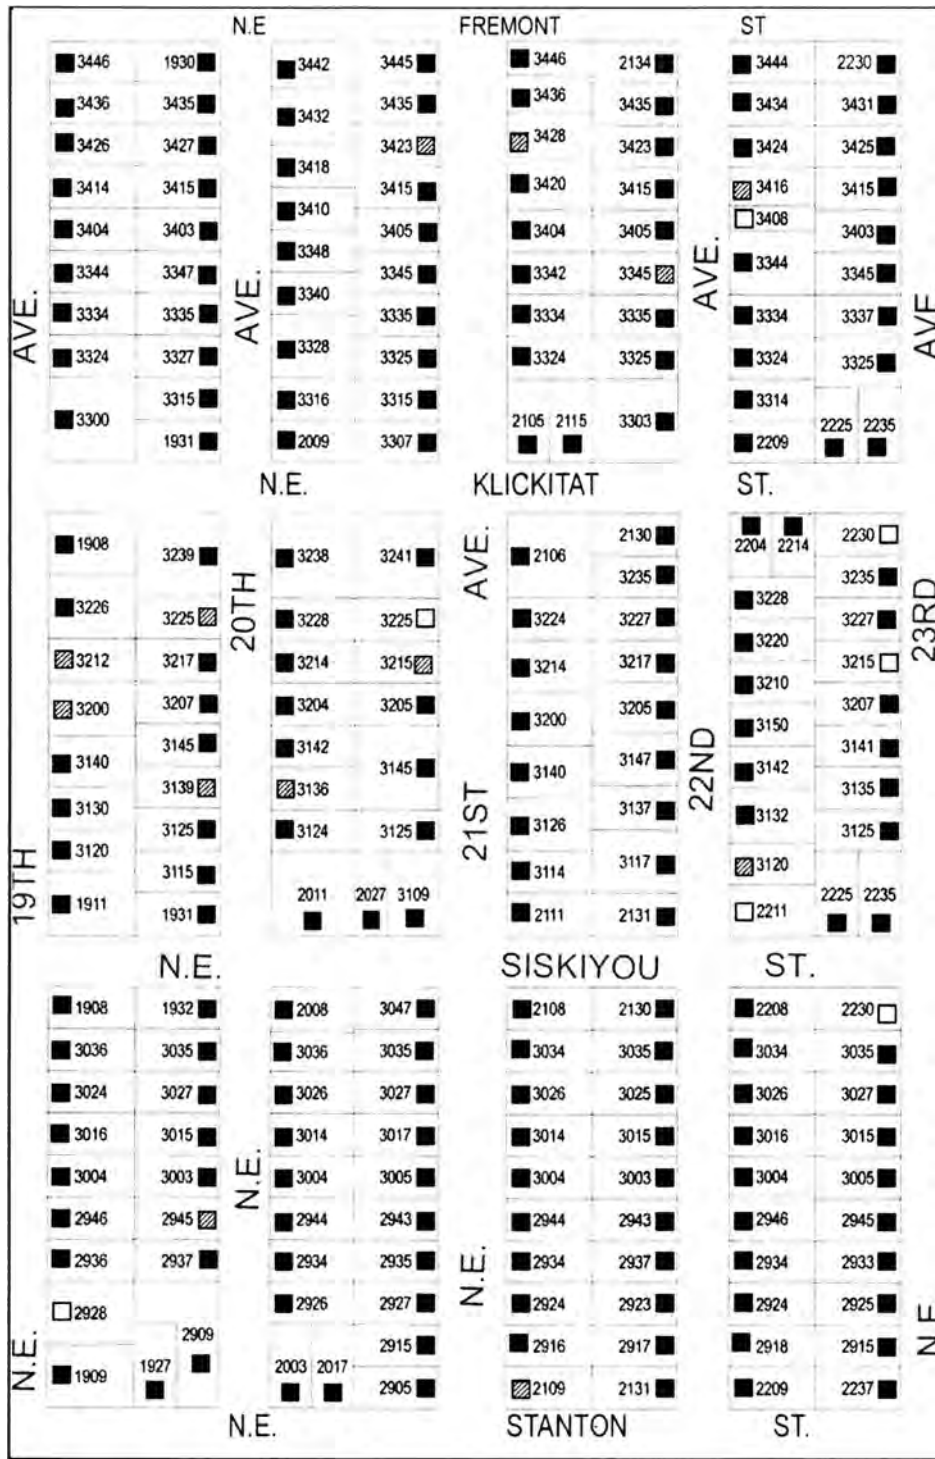 N.E FREMONT ST
3446 1930 3442 3445 3446 2134 3444 2230
3436 3435 3432 3435 3436 3435 3434 3431
3426 3427 3418 3423 3428 3423 3424 3425
3414 3415 3410 3415 3420 3415 3416 3415
3404 3403 3348 3405 3404 3405 3408 3403
3344 3347 3340 3345 3342 3345 3344 3345
3334 3335 3328 3335 3334 3335 3334 3337
3324 3327 3316 3325 3324 3325 3324 3325
3300 3315 2009 3315 2105 2115 3303 3314 2225 2235
1931 3307 2209
AVE. AVE. AVE. AVE
N.E. KLICKITAT ST.
1908 3239 3238 3241 2106 2130 2204 2214 2230
3226 3225 3228 3225 3224 3235 3228 3235
3212 3217 3214 3215 3214 3227 3220 3227
3200 3207 3204 3205 3200 3217 3210 3215
3140 3145 3142 3145 3140 3205 3150 3207
3130 3139 3136 3125 3126 3147 3142 3141
3120 3125 3124 3114 3137 3132 3135
1911 3115 2011 2027 3109 2111 3117 3120 3125
1931 2131 2211 2225 2235
19TH 20TH 21ST AVE. 22ND 23RD
N.E. SISKIYOU ST.
1908 1932 2008 3047 2108 2130 2208 2230
3036 3035 3036 3035 3034 3035 3034 3035
3024 3027 3026 3027 3026 3025 3026 3027
3016 3015 3014 3017 3014 3015 3016 3015
3004 3003 3004 3005 3004 3003 3004 3005
2946 2945 2944 2943 2944 2943 2946 2945
2936 2937 2934 2935 2934 2937 2934 2933
2928 2926 2927 2924 2923 2924 2925
2909 2915 2916 2917 2918 2915
1909 1927 2003 2017 2905 2109 2131 2209 2237
N.E. N.E. N.E. N.E
N.E. STANTON ST.